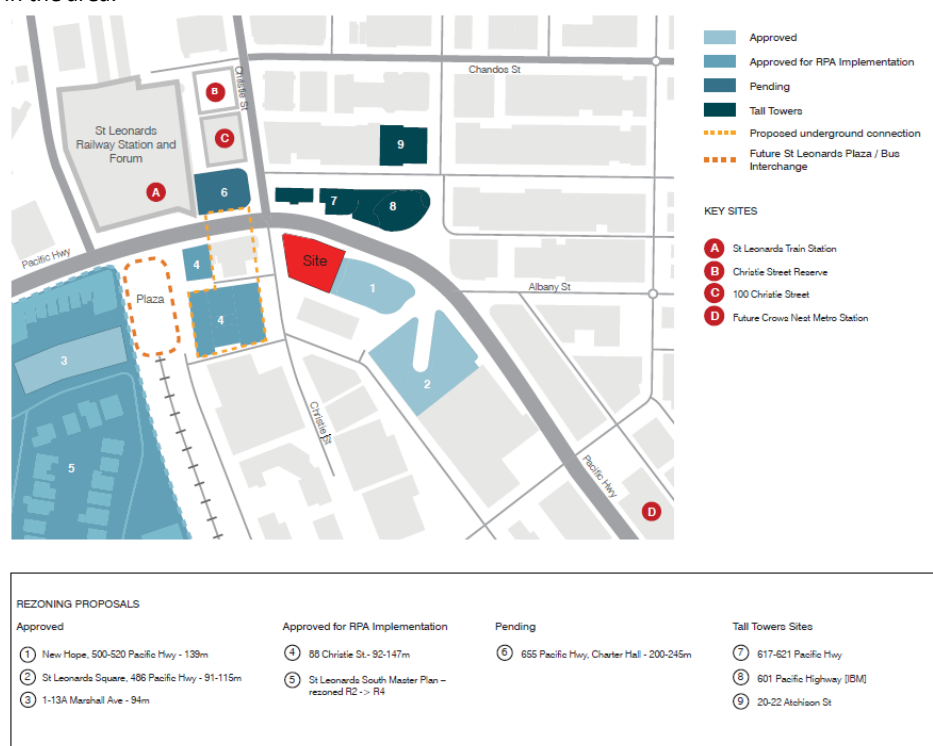 in the area.
Christie St
Chandos St
B
St Leonards
Railway Station and
Forum
C
9
A
6
7
8
Pacific Hwy
4
Site
Plaza
1
Albany St
4
3
2
Christie St
5
Pacific Hwy
D
Approved
Approved for RPA Implementation
Pending
Tall Towers
Proposed underground connection
Future St Leonards Plaza / Bus
Interchange
KEY SITES
A St Leonards Train Station
B Christie Street Reserve
C 100 Christie Street
D Future Crows Nest Metro Station
REZONING PROPOSALS
Approved
1 New Hope, 500-520 Pacific Hwy - 139m
2 St Leonards Square, 486 Pacific Hwy - 91-115m
3 1-13A Marshall Ave - 94m
Approved for RPA Implementation
4 88 Christie St.- 92-147m
5 St Leonards South Master Plan –
rezoned R2 -> R4
Pending
6 655 Pacific Hwy, Charter Hall - 200-245m
Tall Towers Sites
7 617-621 Pacific Hwy
8 601 Pacific Highway [IBM]
9 20-22 Atchison St